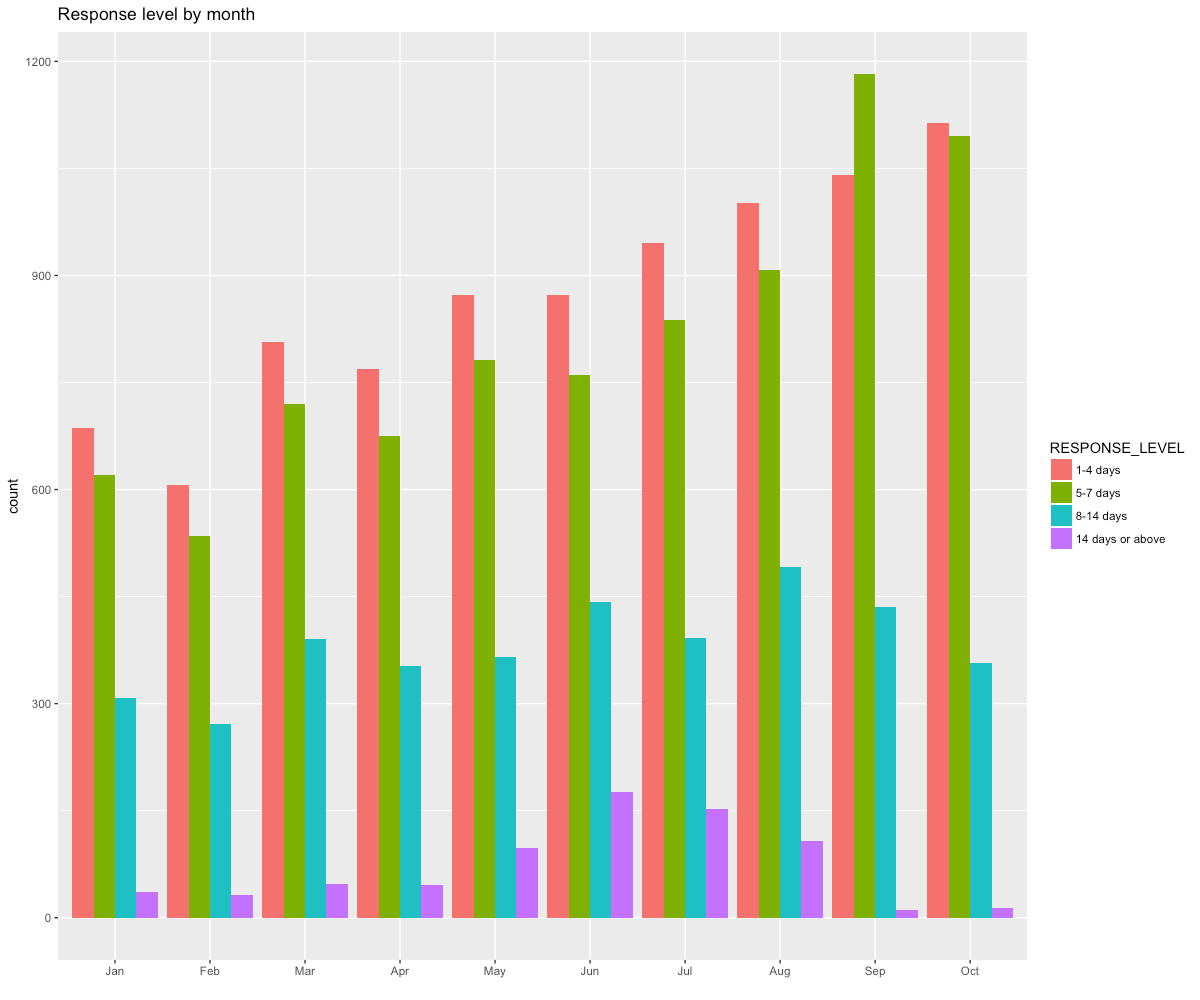 Response level by month
1200
900
600
300
0
count
Jan Feb Mar Apr May Jun Jul Aug Sep Oct
RESPONSE_LEVEL
1-4 days
5-7 days
8-14 days
14 days or above